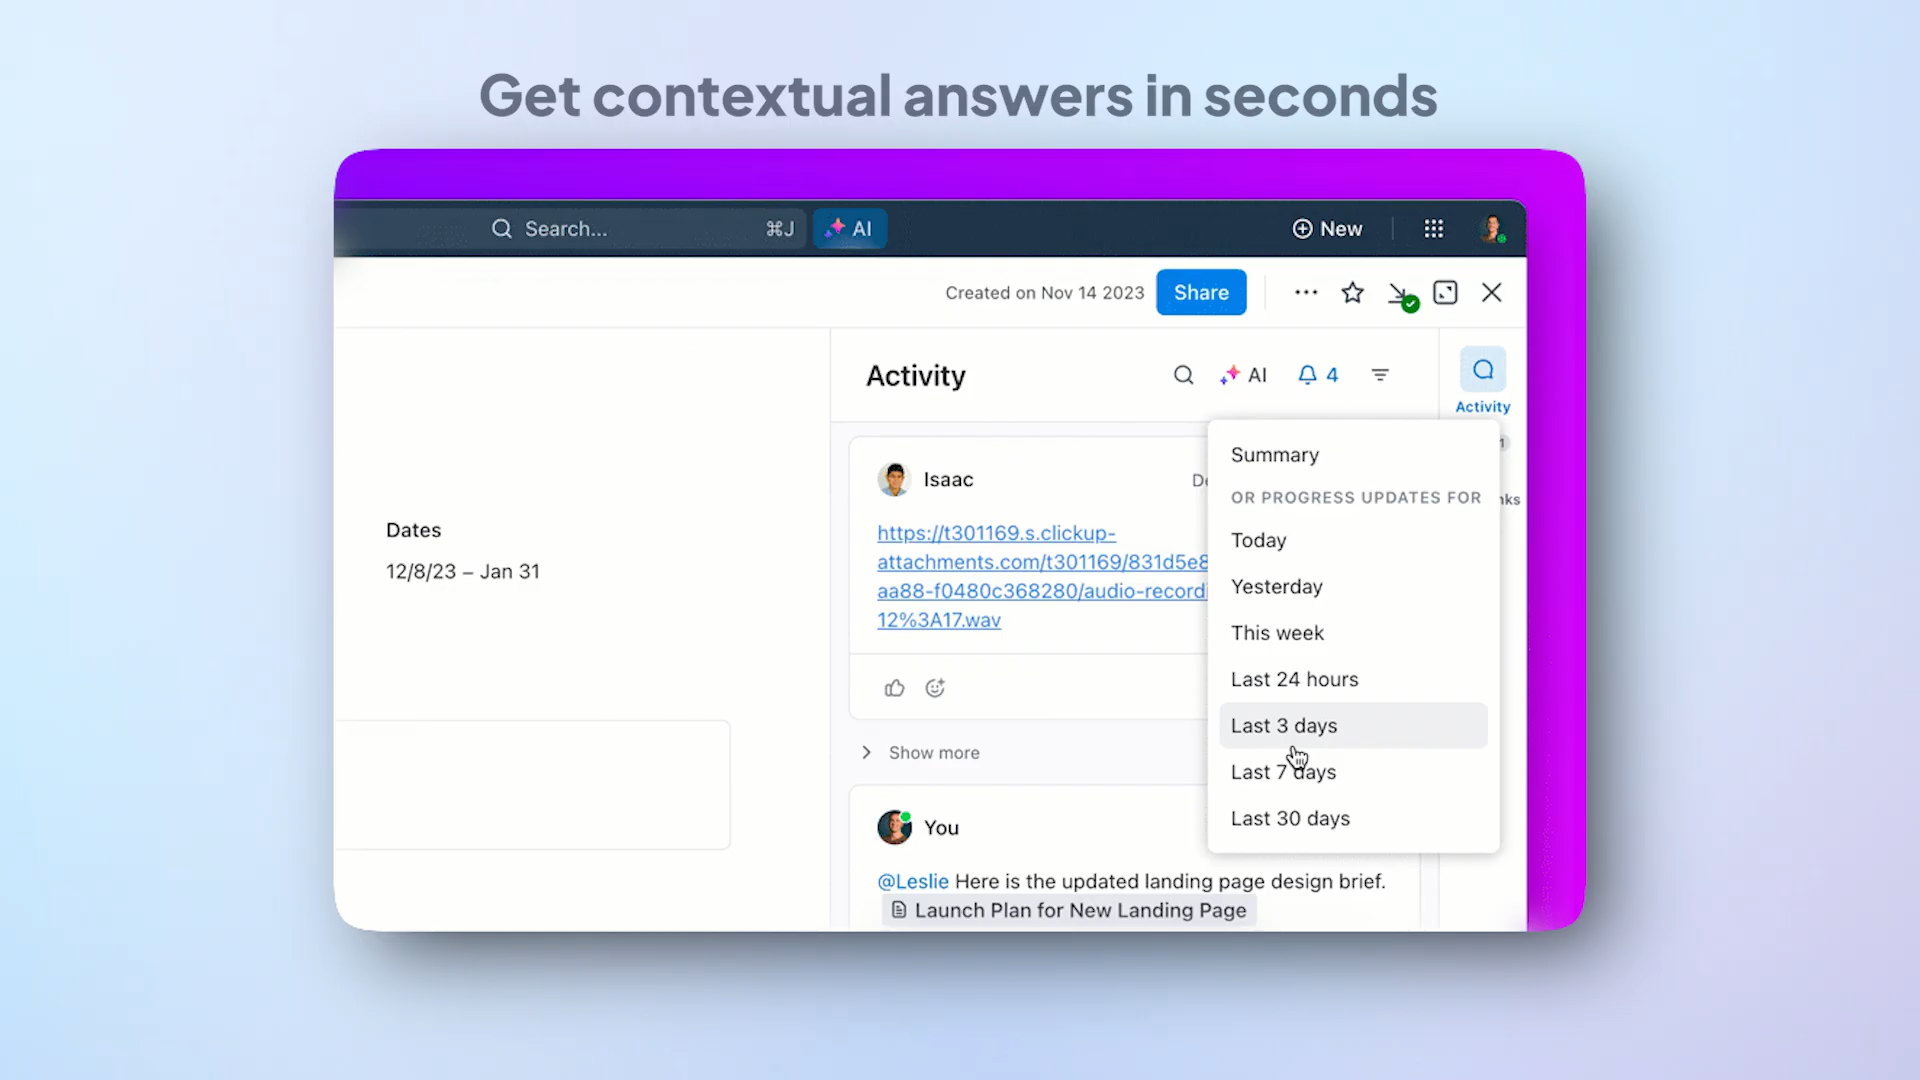 Get contextual answers in seconds
Search... ⌘J AI New
Created on Nov 14 2023 Share
Activity AI 4
Activity
1
Isaac
Summary
OR PROGRESS UPDATES FOR
https://t301169.s.clickup-
attachments.com/t301169/831d5e8
aa88-f0480c368280/audio-recordi
12%3A17.wav
Today
Yesterday
This week
Last 24 hours
Last 3 days
Last 7 days
Last 30 days
Dates
12/8/23 – Jan 31
Show more
You
@Leslie Here is the updated landing page design brief.
Launch Plan for New Landing Page